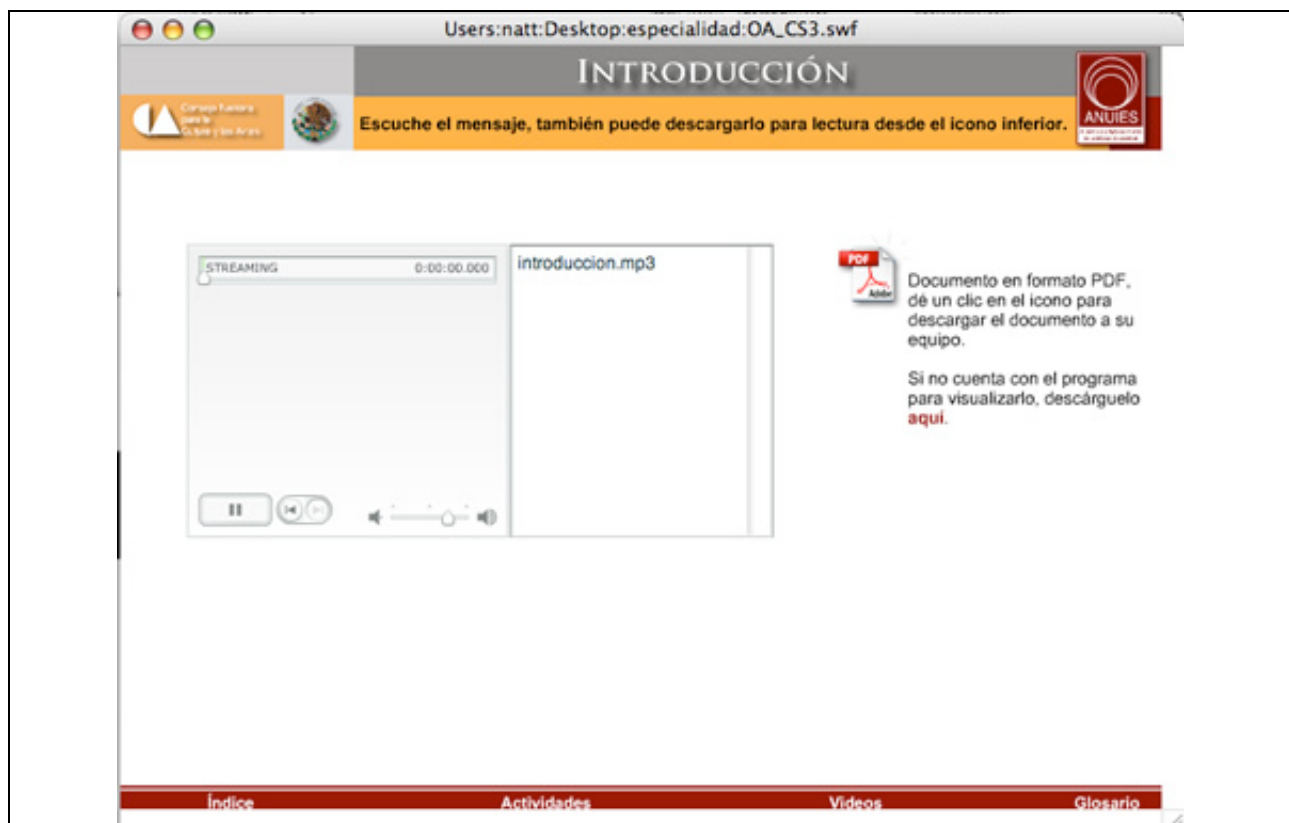 Users:natt:Desktop:especialidad:OA_CS3.swf
INTRODUCCIÓN
Escuche el mensaje, también puede descargarlo para lectura desde el icono inferior.
ANUIES
STREAMING 0:00:00.000
introduccion.mp3
PDF
Adobe
Documento en formato PDF,
dé un clic en el icono para
descargar el documento a su
equipo.
Si no cuenta con el programa
para visualizarlo, descárguelo
aquí.
Índice Actividades Videos Glosario